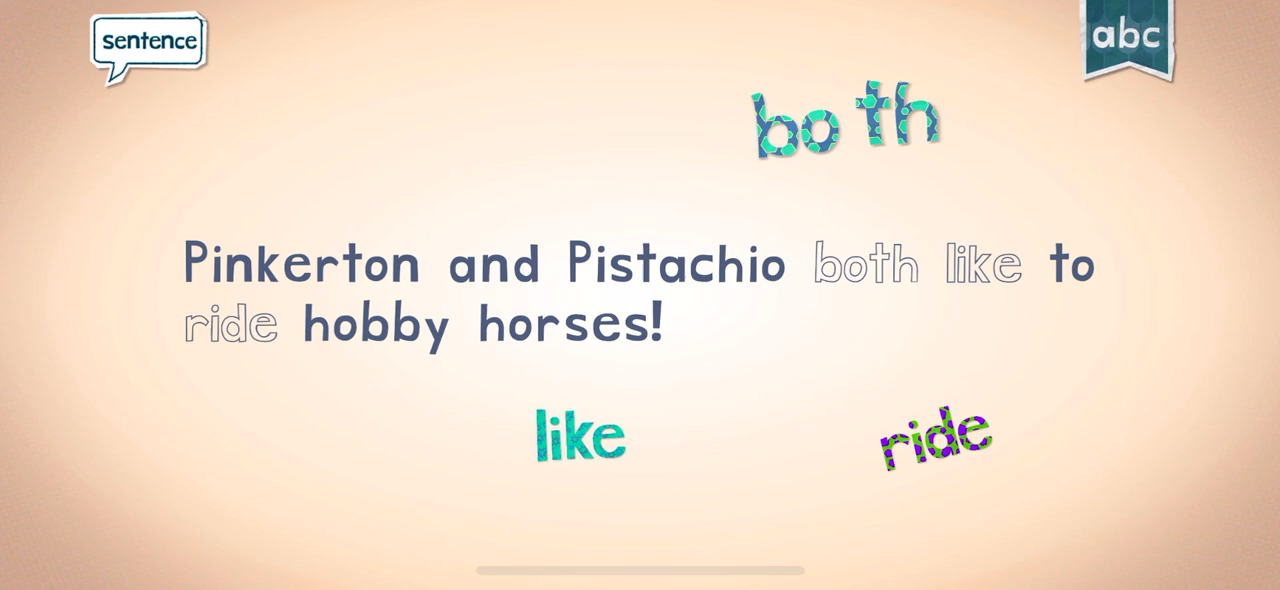 sentence
abc
both
Pinkerton and Pistachio both like to
ride hobby horses!
like
ride